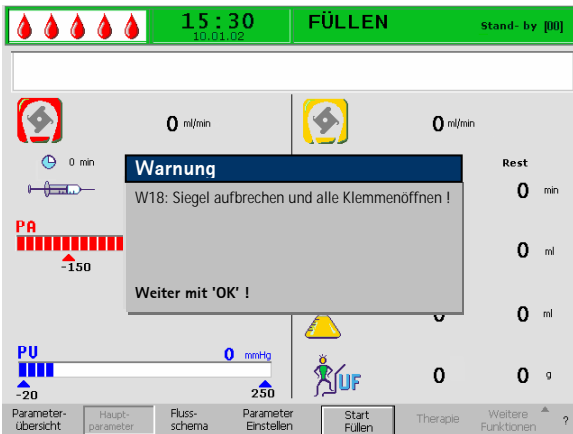 15:30
10.01.02
FÜLLEN
Stand- by [00]
0 ml/min
0 ml/min
0 min
Rest
0 min
Warnung
W18: Siegel aufbrechen und alle Klemmenöffnen !
Weiter mit 'OK' !
PA
-150
0 ml
0 ml
PV
0 mmHg
-20
250
UF
0
0 g
Parameter-
übersicht
Haupt-
parameter
Fluss-
schema
Parameter
Einstellen
Start
Füllen
Therapie
Weitere
Funktionen
?